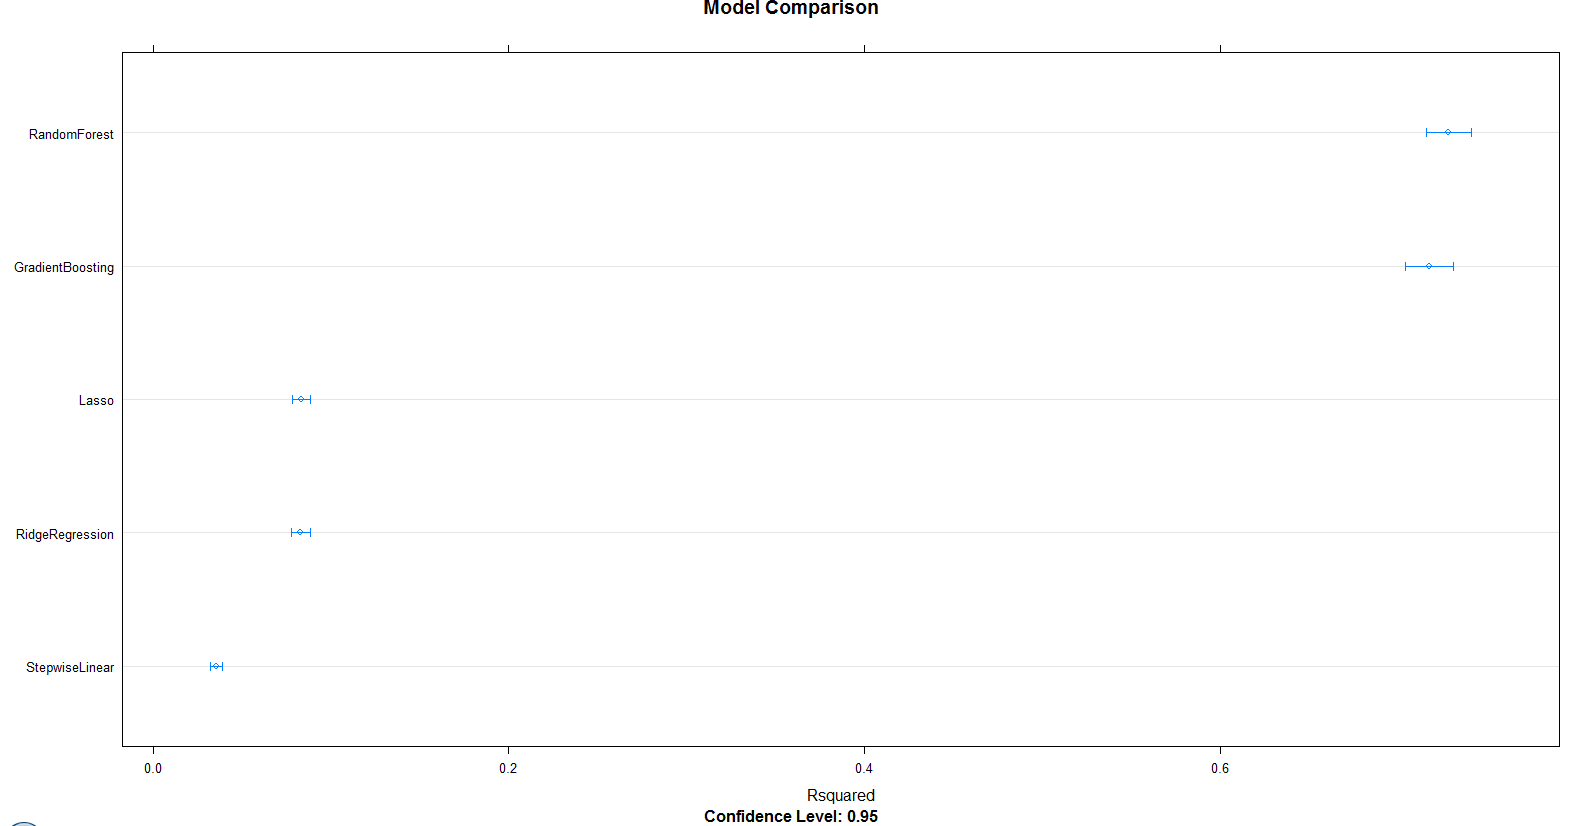 Model Comparison
RandomForest
GradientBoosting
Lasso
RidgeRegression
StepwiseLinear
0.0 0.2 0.4 0.6
Rsquared
Confidence Level: 0.95